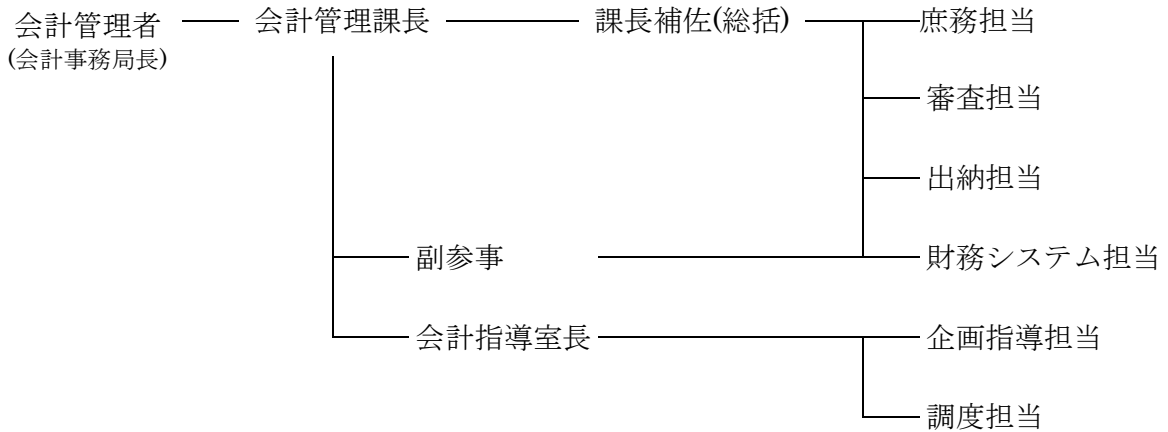 会計管理者
(会計事務局長)
会計管理課長
課長補佐(総括)
庶務担当
審査担当
出納担当
副参事
財務システム担当
会計指導室長
企画指導担当
調度担当